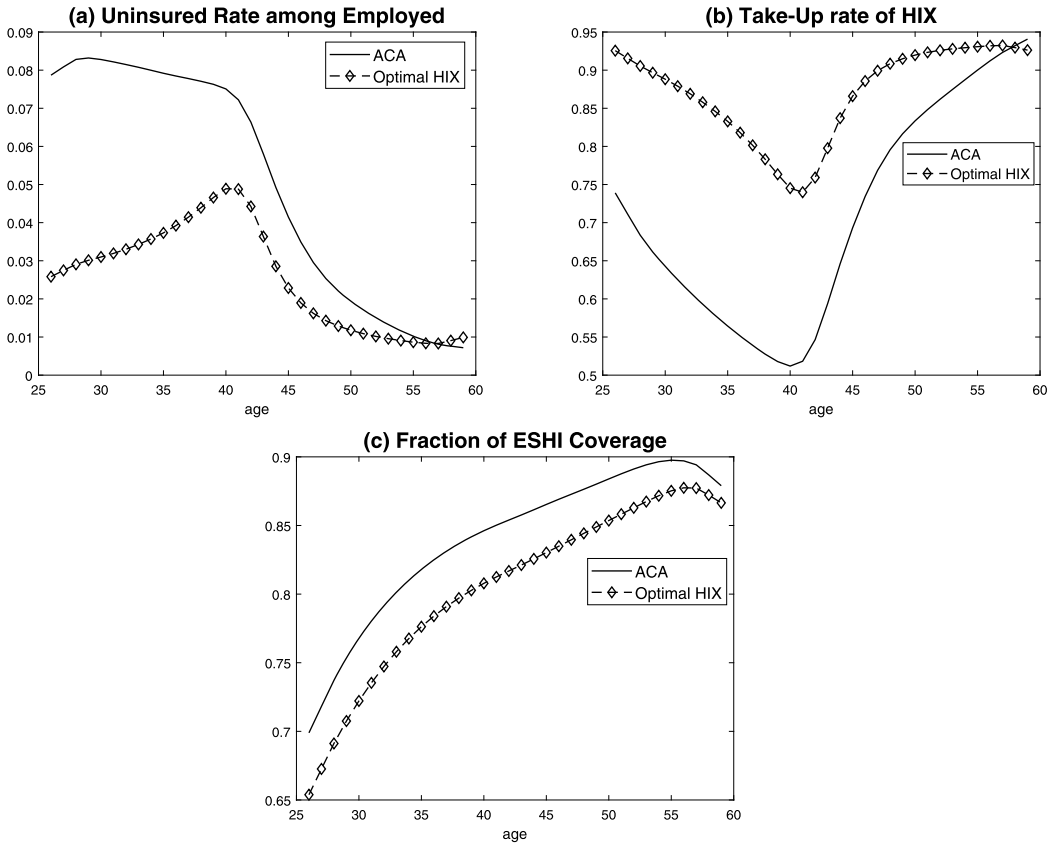 (a) Uninsured Rate among Employed
0.09
0.08
0.07
0.06
0.05
0.04
0.03
0.02
0.01
0
25 30 35 40 45 50 55 60
age
ACA
Optimal HIX
(b) Take-Up rate of HIX
0.95
0.9
0.85
0.8
0.75
0.7
0.65
0.6
0.55
0.5
25 30 35 40 45 50 55 60
age
ACA
Optimal HIX
(c) Fraction of ESHI Coverage
0.9
0.85
0.8
0.75
0.7
0.65
25 30 35 40 45 50 55 60
age
ACA
Optimal HIX